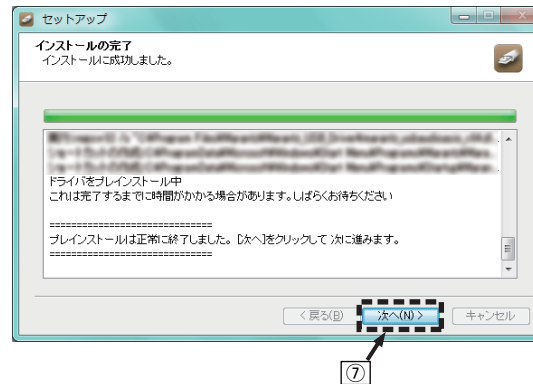 セットアップ
インストールの完了
インストールに成功しました。
ドライバをプレインストール中
これは完了するまでに時間がかかる場合があります。しばらくお待ちください
=============================
プレインストールは正常に終了しました。[次へ]をクリックして次に進みます。
=============================
< 戻る(B)
次へ(N) >
キャンセル
⑦